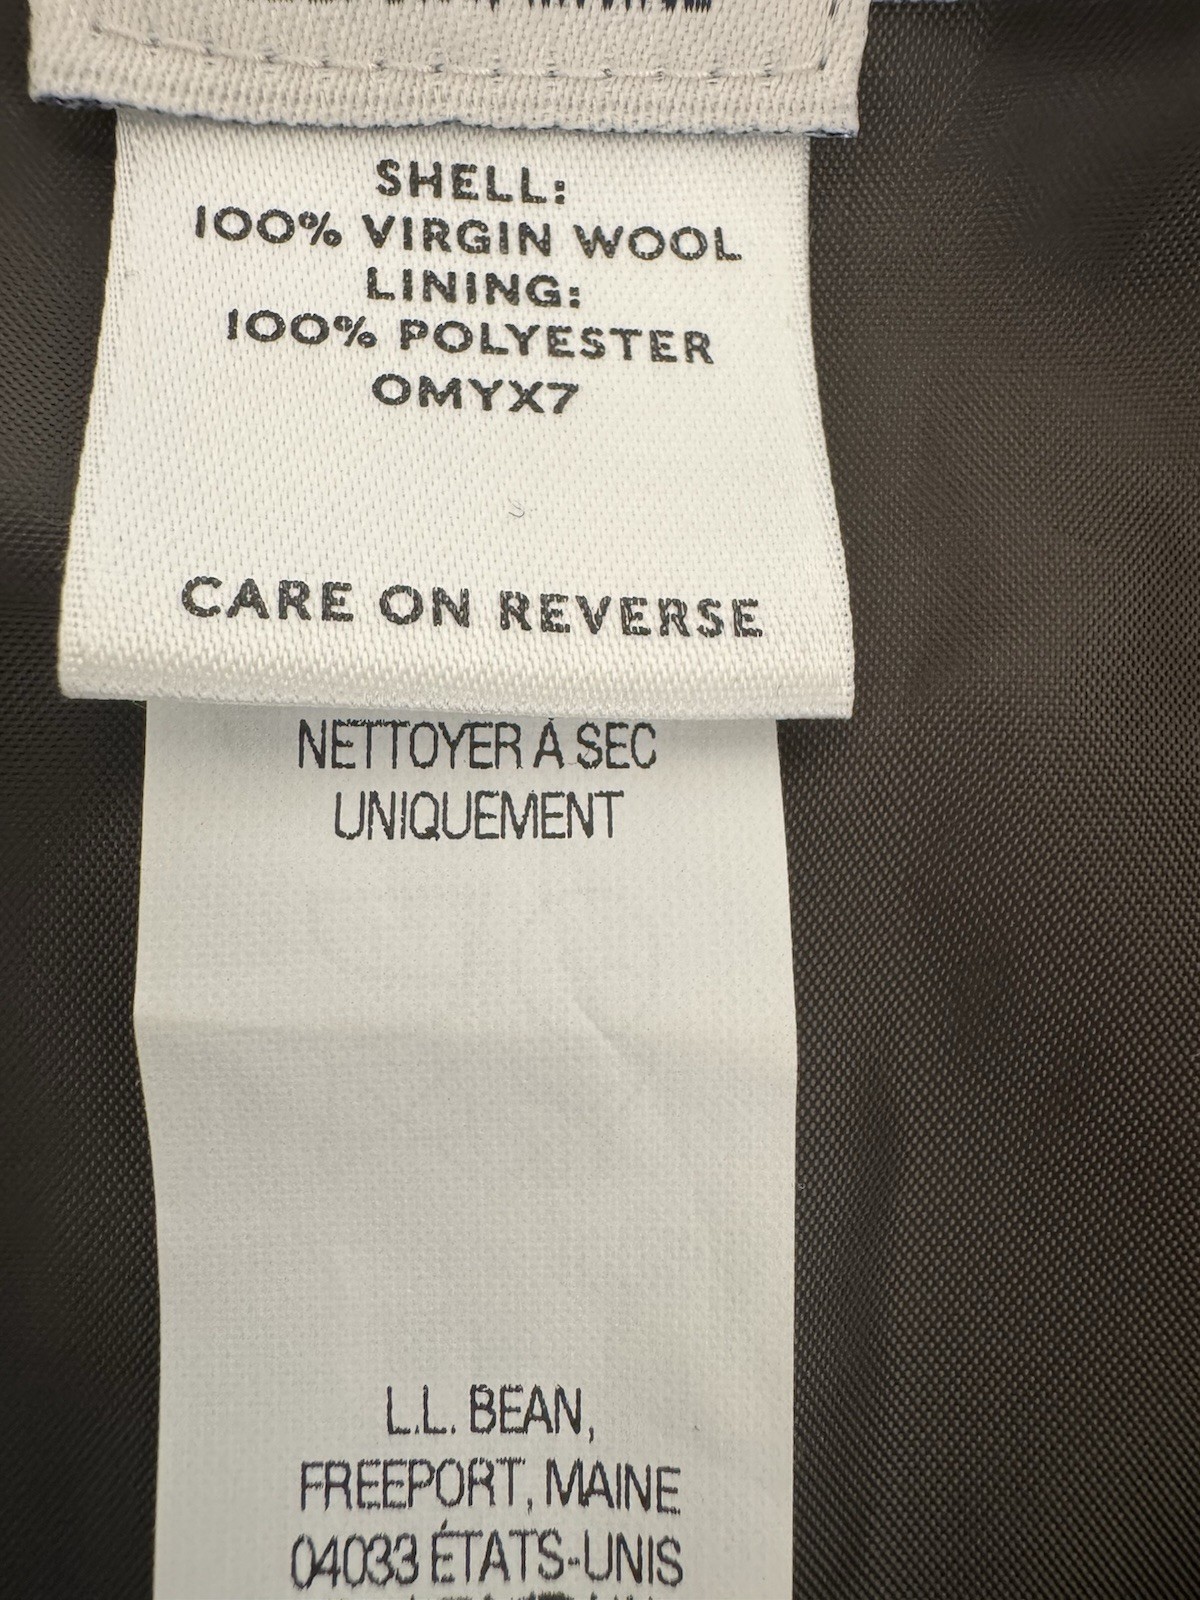 SHELL:
100% VIRGIN WOOL
LINING:
100% POLYESTER
OMYX7
CARE ON REVERSE
NETTOYER À SEC
UNIQUEMENT
L.L. BEAN,
FREEPORT, MAINE
04033 ÉTATS-UNIS